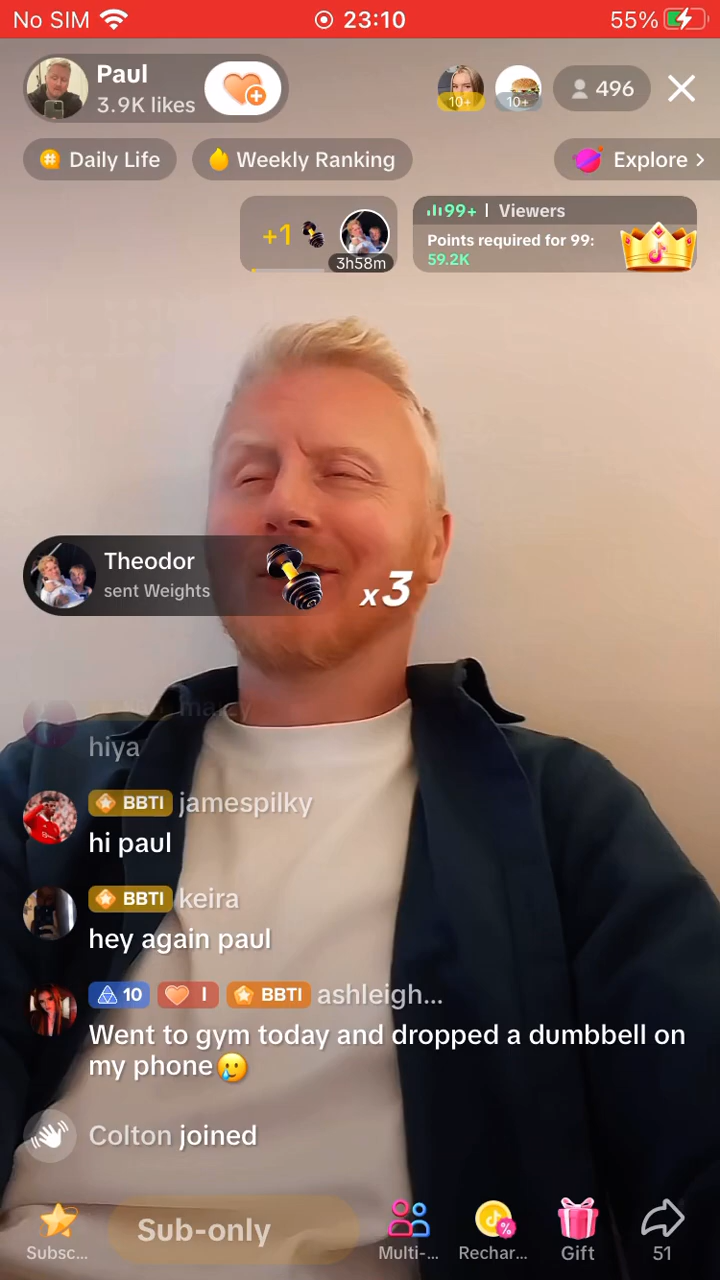 No SIM 23:10 55%
Paul
3.9K likes
10+ 10+ 496
Daily Life Weekly Ranking Explore >
+1
3h58m
99+ | Viewers
Points required for 99:
59.2K
Theodor
sent Weights
x3
hiya
BBTI jamespilky
hi paul
BBTI keira
hey again paul
10 I BBTI ashleigh...
Went to gym today and dropped a dumbbell on
my phone🥲
Colton joined
Sub-only
Subsc... Multi-... Rechar... Gift 51